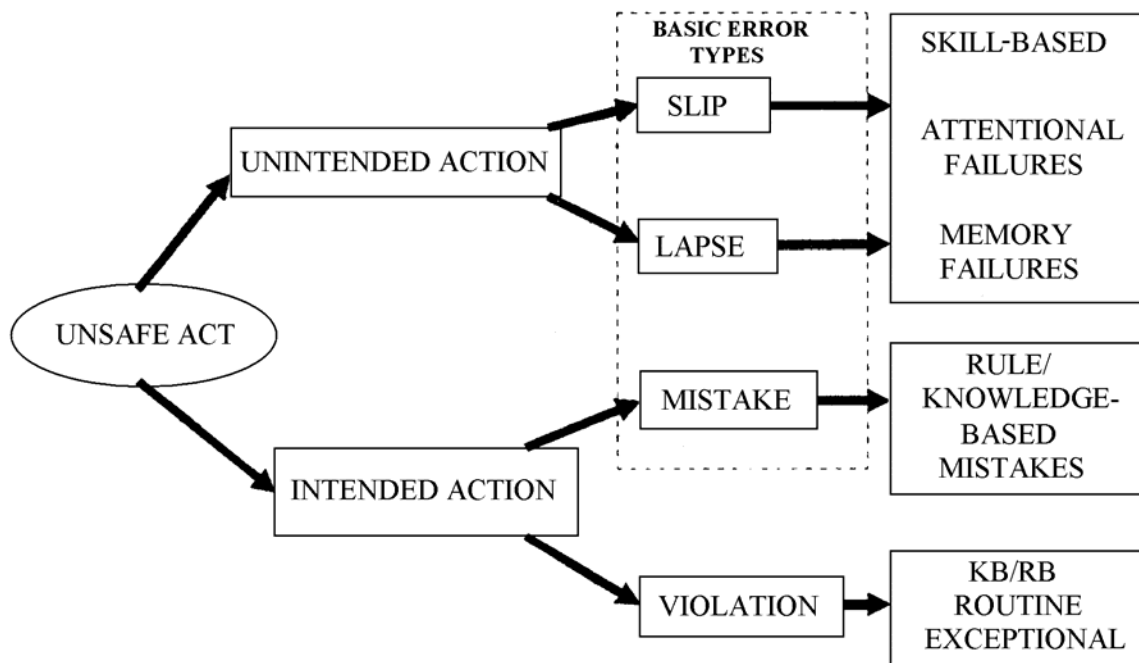 BASIC ERROR
TYPES
SKILL-BASED
SLIP
ATTENTIONAL
FAILURES
UNINTENDED ACTION
LAPSE
MEMORY
FAILURES
UNSAFE ACT
MISTAKE
RULE/
KNOWLEDGE-
BASED
MISTAKES
INTENDED ACTION
VIOLATION
KB/RB
ROUTINE
EXCEPTIONAL